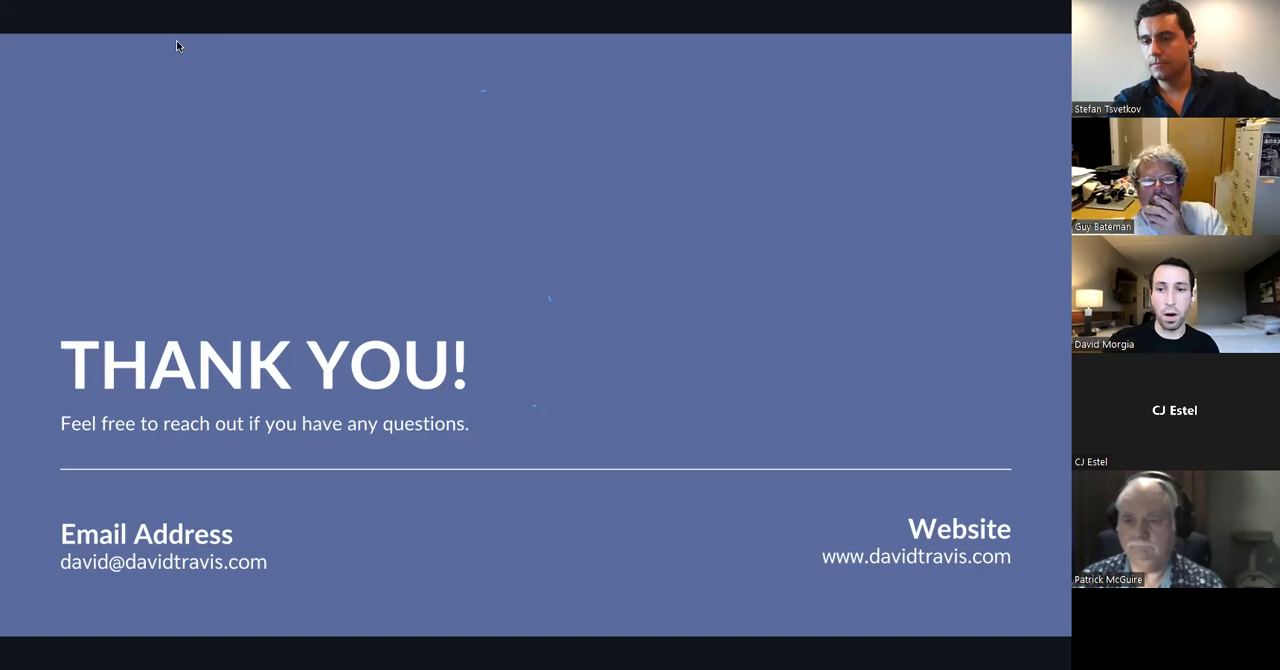 THANK YOU!
Feel free to reach out if you have any questions.
Email Address
david@davidtravis.com
Website
www.davidtravis.com
Stefan Tsvetkov
2022
Guy Bateman
David Morgia
CJ Estel
CJ Estel
Patrick McGuire